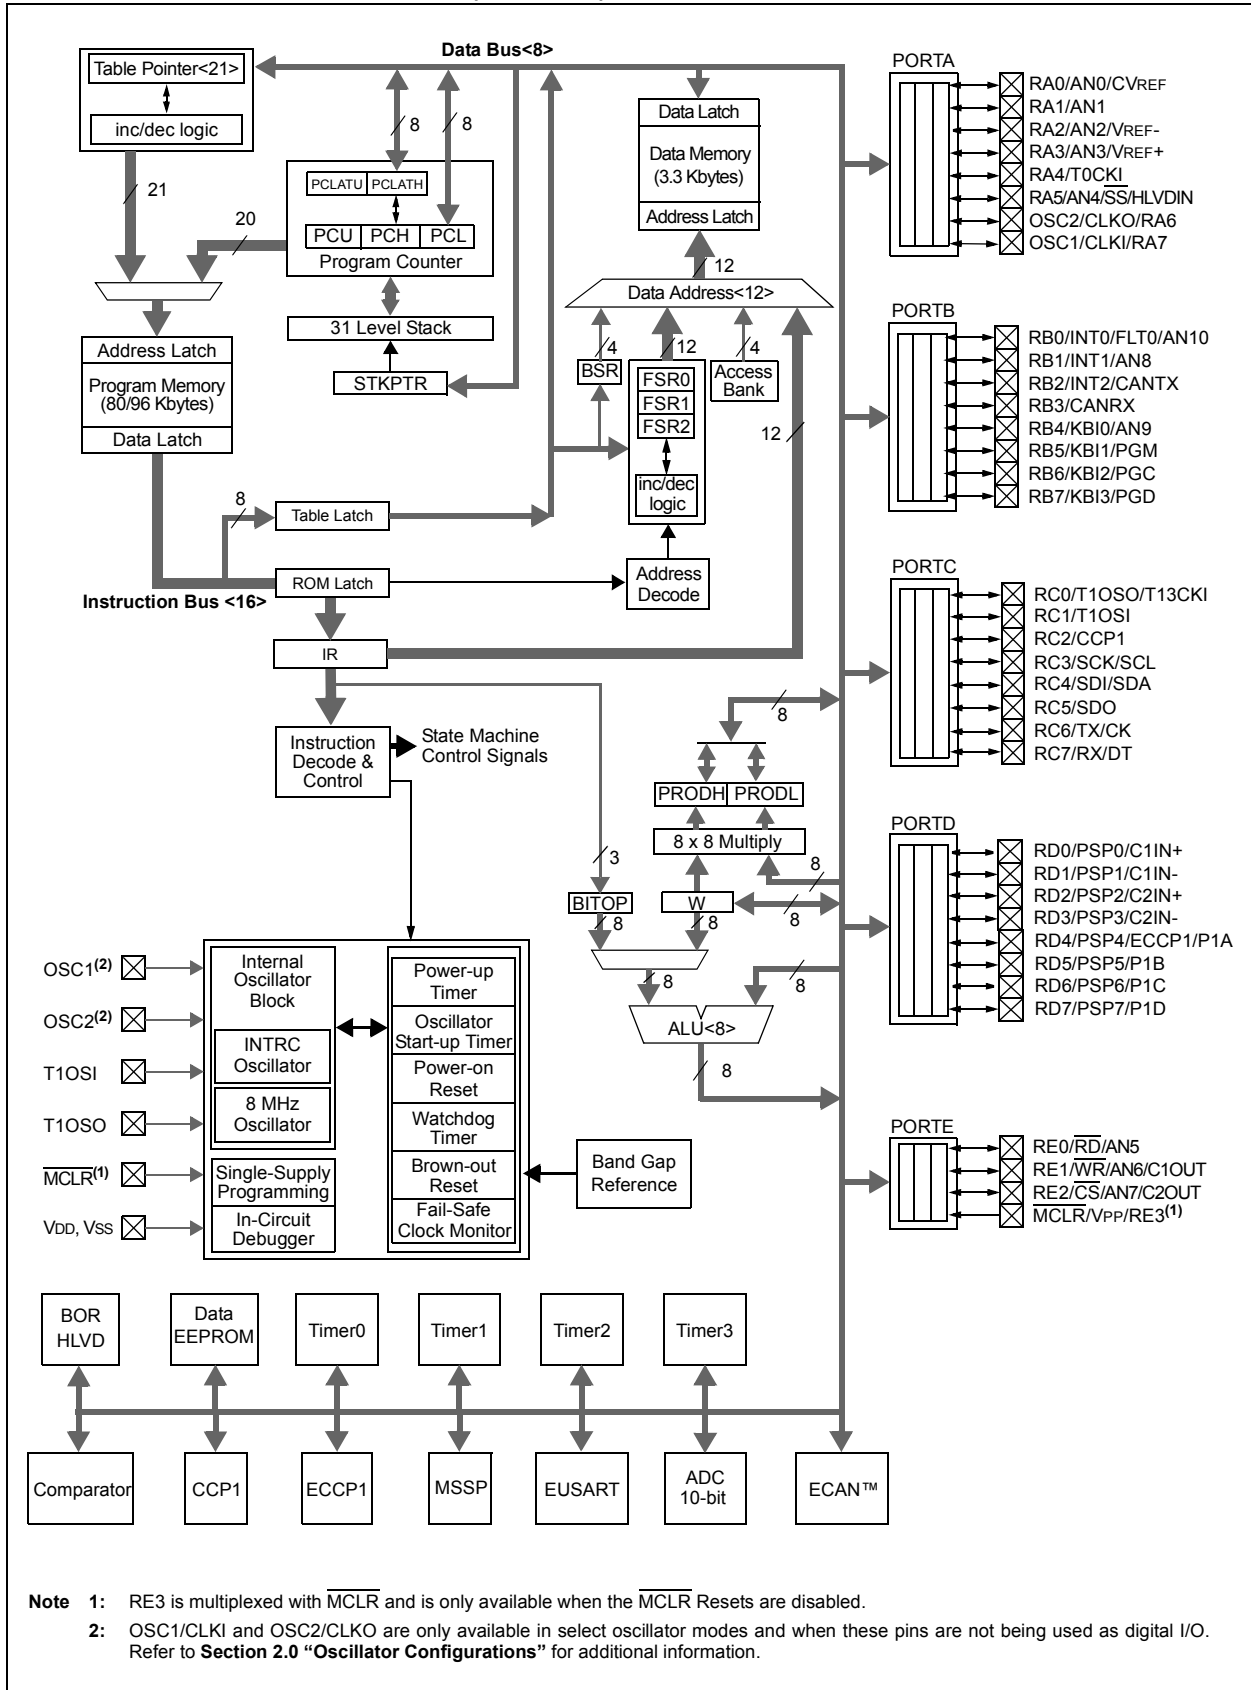 Data Bus<8>
Table Pointer<21>
inc/dec logic
21
8
8
PCLATU PCLATH
PCU PCH PCL
Program Counter
20
31 Level Stack
STKPTR
Address Latch
Program Memory
(80/96 Kbytes)
Data Latch
8
Table Latch
ROM Latch
Instruction Bus <16>
IR
Data Latch
Data Memory
(3.3 Kbytes)
Address Latch
12
Data Address<12>
4
12
4
BSR
FSR0
FSR1
FSR2
inc/dec
logic
Access
Bank
12
Address
Decode
Instruction
Decode &
Control
State Machine
Control Signals
8
PRODH PRODL
8 x 8 Multiply
3
8
BITOP
W
8
8
8
8
8
ALU<8>
8
OSC1(2)
OSC2(2)
T1OSI
T1OSO
MCLR(1)
VDD, VSS
Internal
Oscillator
Block
INTRC
Oscillator
8 MHz
Oscillator
Single-Supply
Programming
In-Circuit
Debugger
Power-up
Timer
Oscillator
Start-up Timer
Power-on
Reset
Watchdog
Timer
Brown-out
Reset
Fail-Safe
Clock Monitor
Band Gap
Reference
PORTA
RA0/AN0/CVREF
RA1/AN1
RA2/AN2/VREF-
RA3/AN3/VREF+
RA4/T0CKI
RA5/AN4/SS/HLVDIN
OSC2/CLKO/RA6
OSC1/CLKI/RA7
PORTB
RB0/INT0/FLT0/AN10
RB1/INT1/AN8
RB2/INT2/CANTX
RB3/CANRX
RB4/KBI0/AN9
RB5/KBI1/PGM
RB6/KBI2/PGC
RB7/KBI3/PGD
PORTC
RC0/T1OSO/T13CKI
RC1/T1OSI
RC2/CCP1
RC3/SCK/SCL
RC4/SDI/SDA
RC5/SDO
RC6/TX/CK
RC7/RX/DT
PORTD
RD0/PSP0/C1IN+
RD1/PSP1/C1IN-
RD2/PSP2/C2IN+
RD3/PSP3/C2IN-
RD4/PSP4/ECCP1/P1A
RD5/PSP5/P1B
RD6/PSP6/P1C
RD7/PSP7/P1D
PORTE
RE0/RD/AN5
RE1/WR/AN6/C1OUT
RE2/CS/AN7/C2OUT
MCLR/VPP/RE3(1)
BOR
HLVD
Data
EEPROM
Timer0
Timer1
Timer2
Timer3
Comparator
CCP1
ECCP1
MSSP
EUSART
ADC
10-bit
ECAN™
Note 1: RE3 is multiplexed with MCLR and is only available when the MCLR Resets are disabled.
2: OSC1/CLKI and OSC2/CLKO are only available in select oscillator modes and when these pins are not being used as digital I/O.
Refer to Section 2.0 “Oscillator Configurations” for additional information.